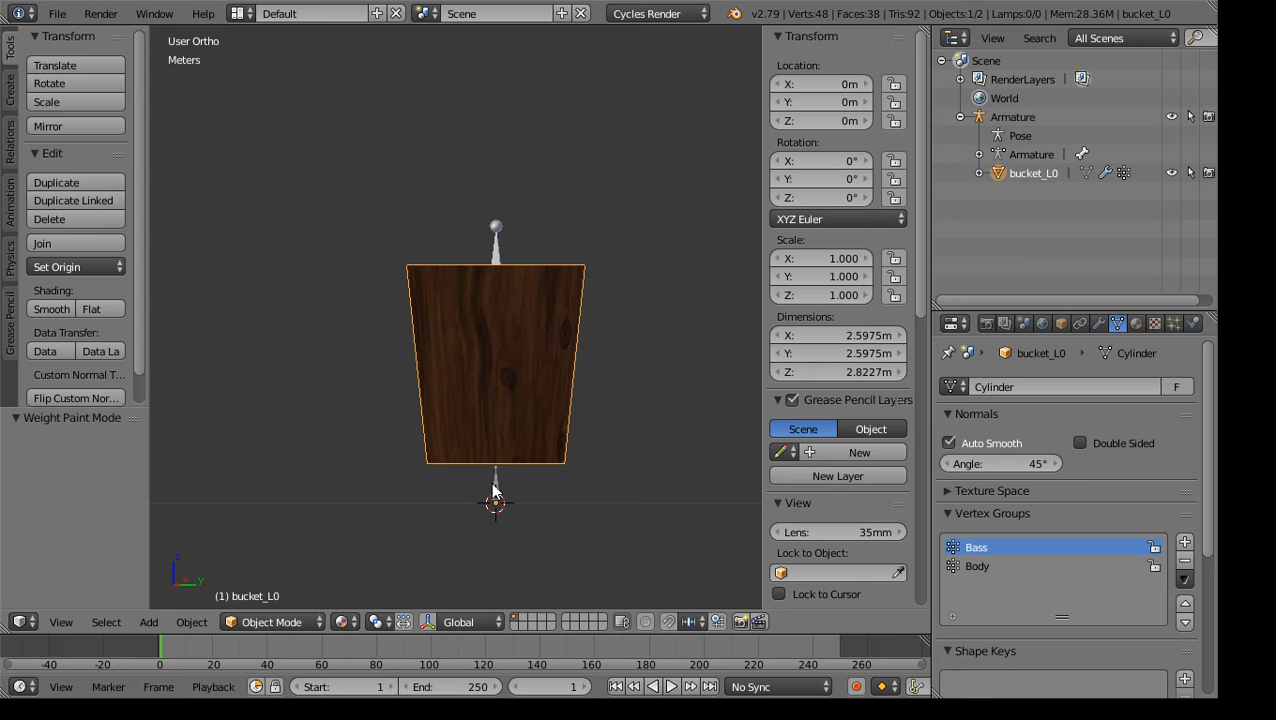 File Render Window Help Default Scene Cycles Render v2.79 | Verts:48 | Faces:38 | Tris:92 | Objects:1/2 | Lamps:0/0 | Mem:28.36M | bucket_L0
Tools
Create
Relations
Animation
Physics
Grease Pencil
Transform
Translate
Rotate
Scale
Mirror
Edit
Duplicate
Duplicate Linked
Delete
Join
Set Origin
Shading:
Smooth Flat
Data Transfer:
Data Data La
Custom Normal T...
Flip Custom Nor...
Weight Paint Mode
User Ortho
Meters
z
y
x
(1) bucket_L0
Transform
Location:
X: 0m
Y: 0m
Z: 0m
Rotation:
X: 0°
Y: 0°
Z: 0°
XYZ Euler
Scale:
X: 1.000
Y: 1.000
Z: 1.000
Dimensions:
X: 2.5975m
Y: 2.5975m
Z: 2.8227m
Grease Pencil Layers
Scene Object
New
New Layer
View
Lens: 35mm
Lock to Object:
Lock to Cursor
View Search All Scenes
Scene
RenderLayers
World
Armature
Pose
Armature
bucket_L0
bucket_L0 Cylinder
Cylinder F
Normals
Auto Smooth Double Sided
Angle: 45°
Texture Space
Vertex Groups
Bass
Body
Shape Keys
View Select Add Object Object Mode Global
-40 -20 0 20 40 60 80 100 120 140 160 180 200 220 240 260
View Marker Frame Playback Start: 1 End: 250 1 No Sync